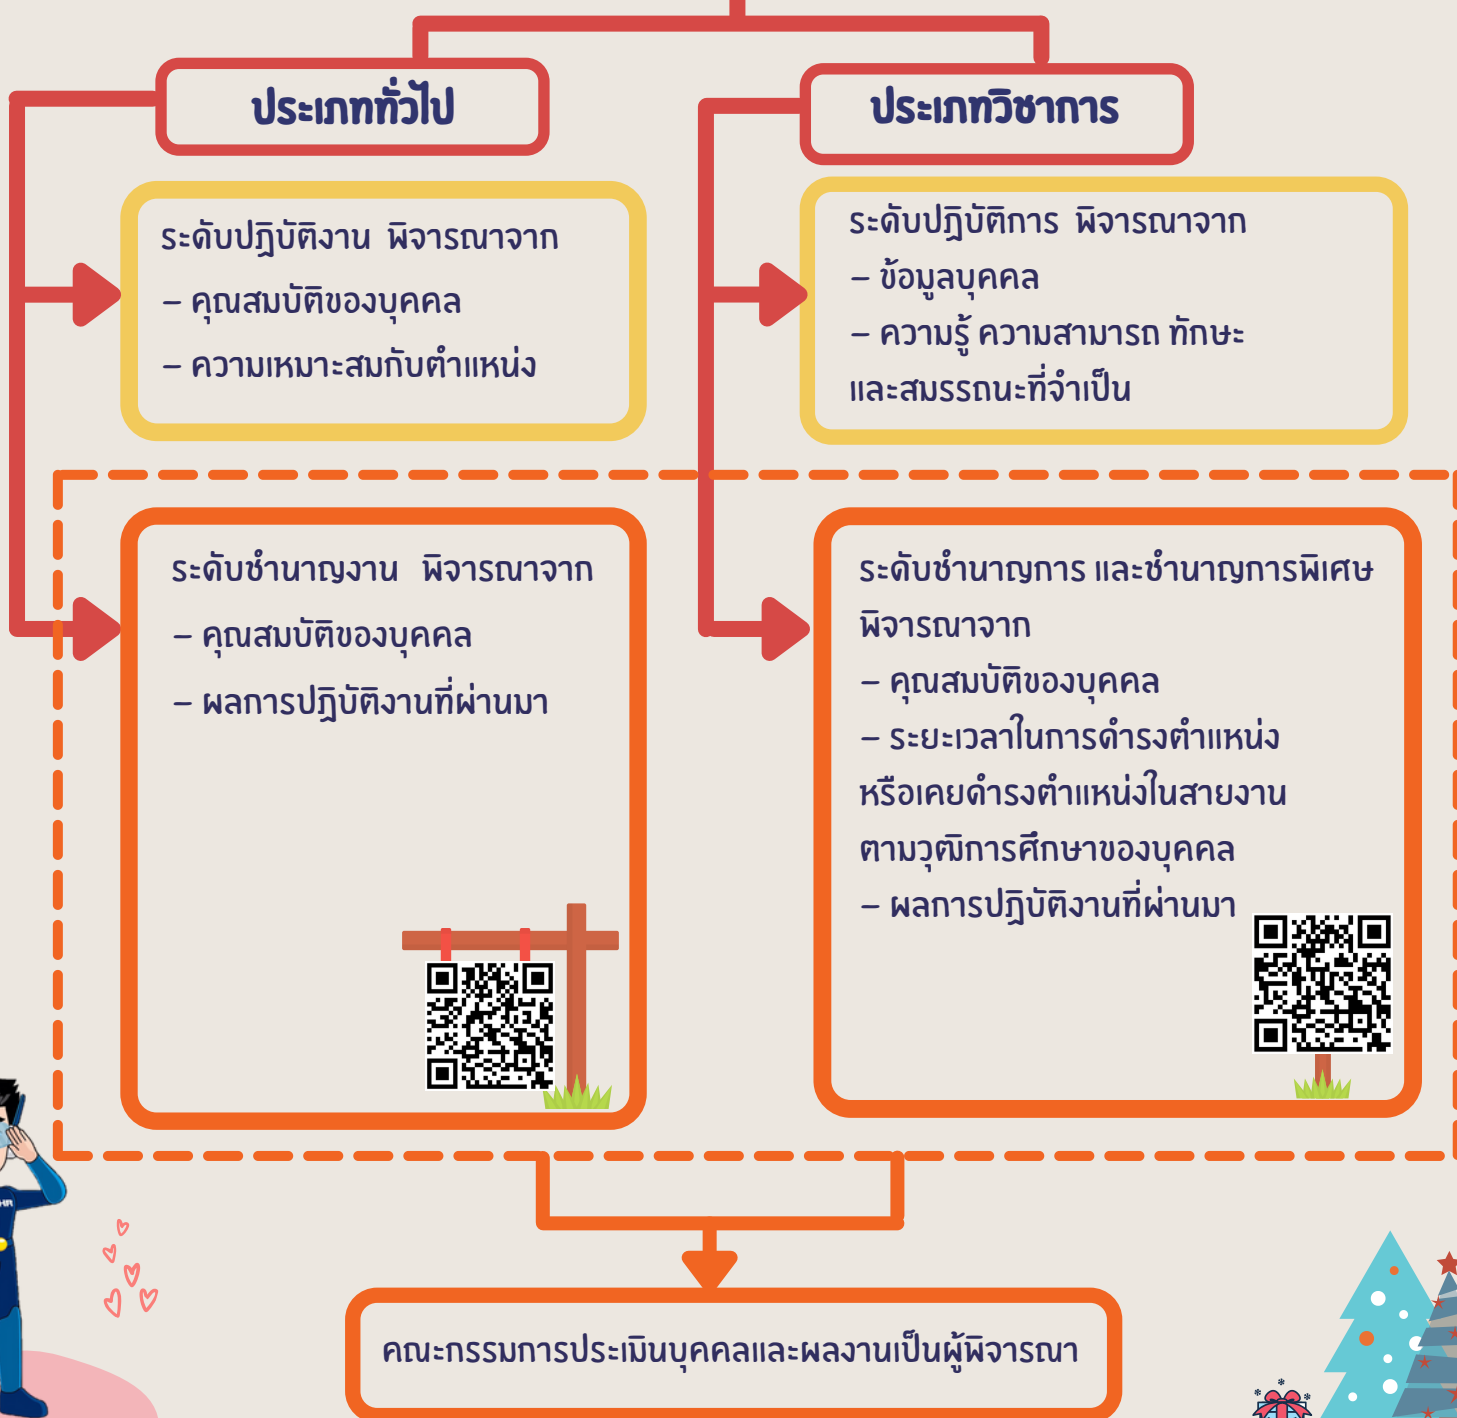 ประเภททั่วไป
ระดับปฏิบัติงาน พิจารณาจาก
– คุณสมบัติของบุคคล
– ความเหมาะสมกับตำแหน่ง
ระดับชำนาญงาน พิจารณาจาก
– คุณสมบัติของบุคคล
– ผลการปฏิบัติงานที่ผ่านมา
ประเภทวิชาการ
ระดับปฏิบัติการ พิจารณาจาก
– ข้อมูลบุคคล
– ความรู้ ความสามารถ ทักษะ
และสมรรถนะที่จำเป็น
ระดับชำนาญการ และชำนาญการพิเศษ
พิจารณาจาก
– คุณสมบัติของบุคคล
– ระยะเวลาในการดำรงตำแหน่ง
หรือเคยดำรงตำแหน่งในสายงาน
ตามวุฒิการศึกษาของบุคคล
– ผลการปฏิบัติงานที่ผ่านมา
HR
คณะกรรมการประเมินบุคคลและผลงานเป็นผู้พิจารณา